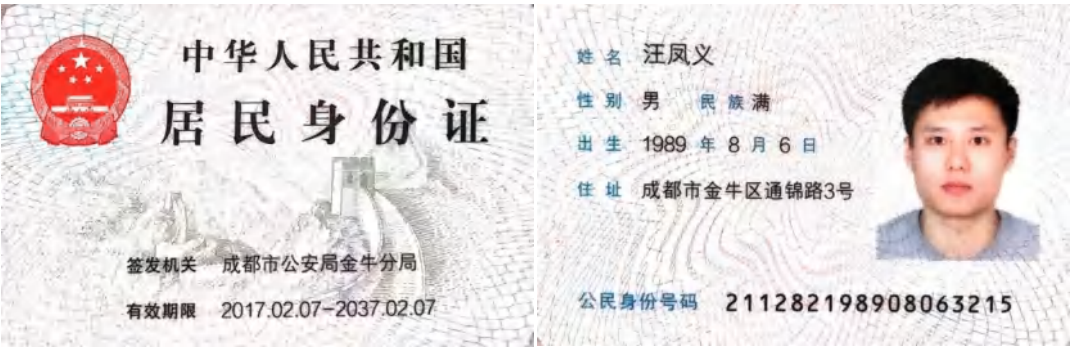 中华人民共和国
居民身份证
签发机关 成都市公安局金牛分局
有效期限 2017.02.07-2037.02.07
姓名 汪凤义
性别 男 民族 满
出生 1989 年 8 月 6 日
住址 成都市金牛区通锦路3号
公民身份号码 211282198908063215